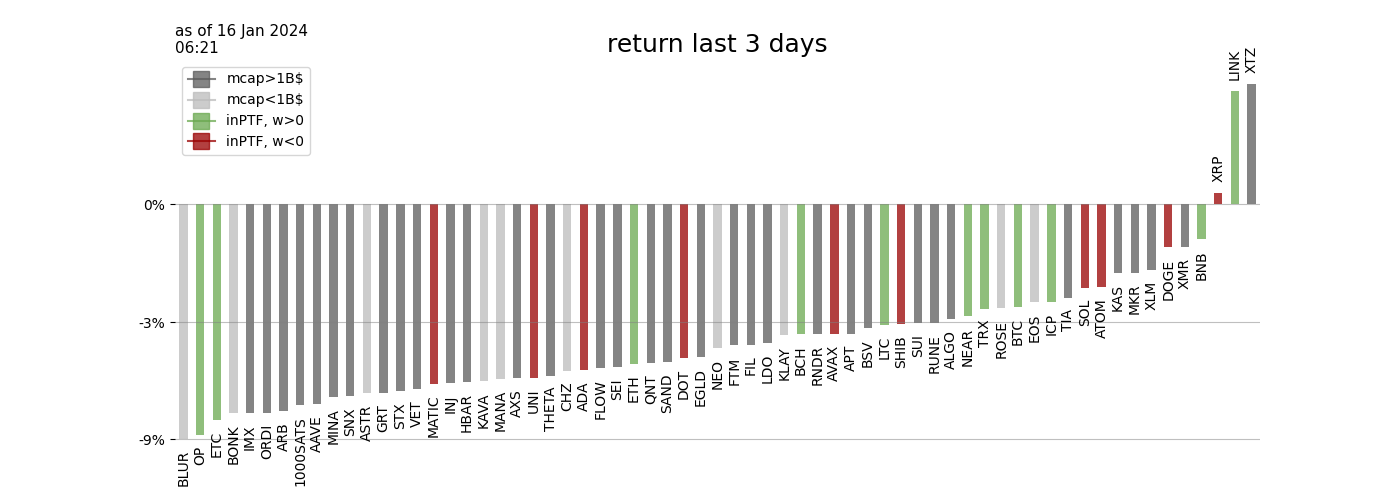 as of 16 Jan 2024
06:21
return last 3 days
mcap>1B$
mcap<1B$
inPTF, w>0
inPTF, w<0
0%
-3%
-9%
BLUR
OP
ETC
BONK
IMX
ORDI
ARB
1000SATS
AAVE
MINA
SNX
ASTR
GRT
STX
VET
MATIC
INJ
HBAR
KAVA
MANA
AXS
UNI
THETA
CHZ
ADA
FLOW
SEI
ETH
QNT
SAND
DOT
EGLD
NEO
FTM
FIL
LDO
KLAY
BCH
RNDR
AVAX
APT
BSV
LTC
SHIB
SUI
RUNE
ALGO
NEAR
TRX
ROSE
BTC
EOS
ICP
TIA
SOL
ATOM
KAS
MKR
XLM
DOGE
XMR
BNB
XRP
LINK
XTZ